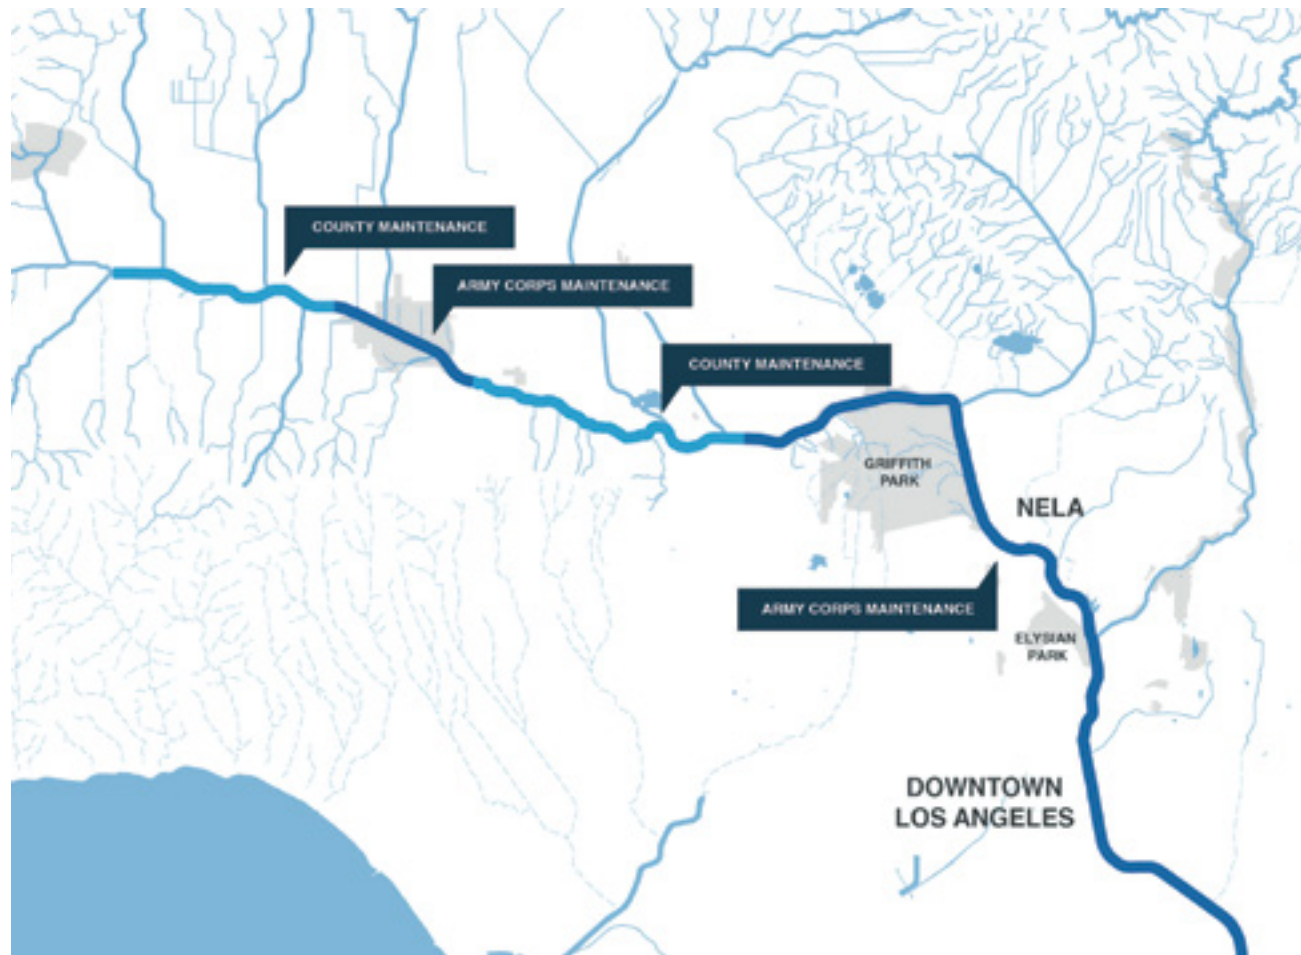 COUNTY MAINTENANCE
ARMY CORPS MAINTENANCE
COUNTY MAINTENANCE
GRIFFITH
PARK
NELA
ARMY CORPS MAINTENANCE
ELYSIAN
PARK
DOWNTOWN
LOS ANGELES